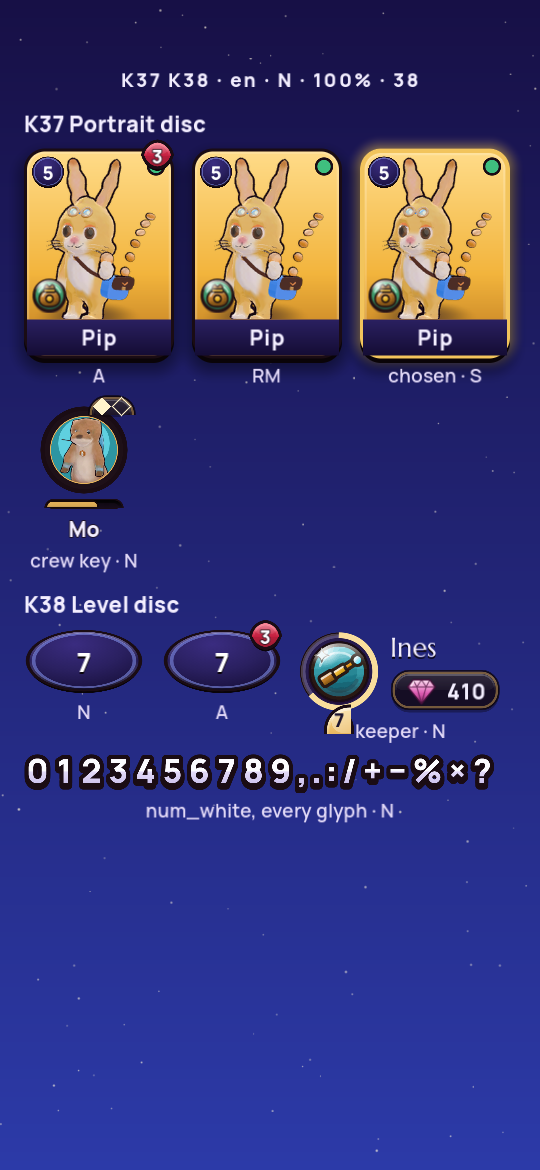 K37 K38 · en · N · 100% · 38
K37 Portrait disc
5 3 5 5
Pip Pip Pip
A RM chosen · S
Mo
crew key · N
K38 Level disc
7 7 3 Ines
410
N A 7 keeper · N
0123456789,.:/+−%×?
num_white, every glyph · N ·